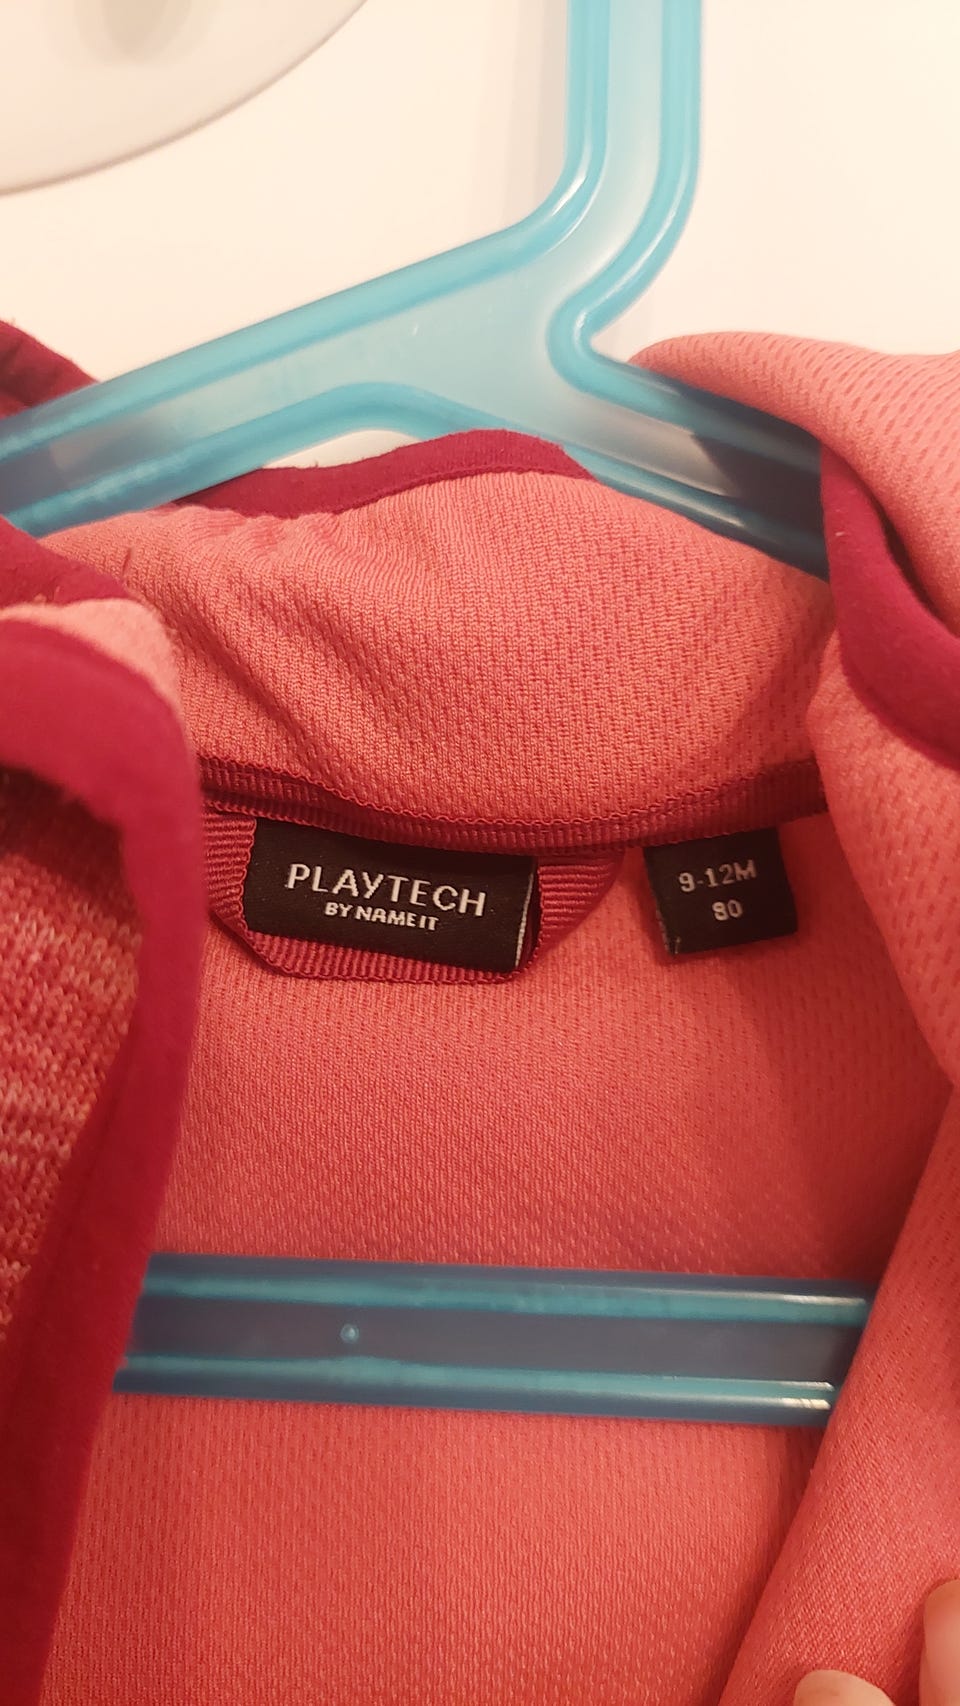 PLAYTECH
BY NAME IT
9-12M
80